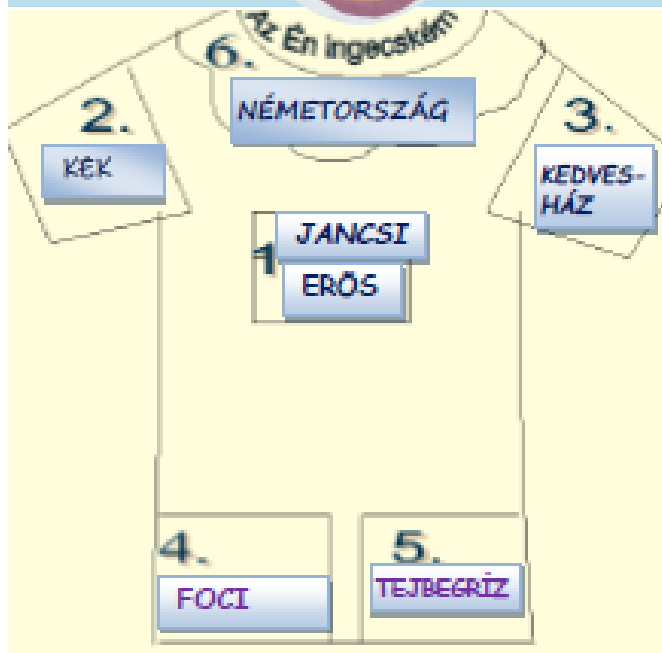 Az Én ingecském
6.
NÉMETORSZÁG
2.
KÉK
3.
KEDVES-
HÁZ
1
JANCSI
ERŐS
4.
FOCI
5.
TEJBEGRÍZ